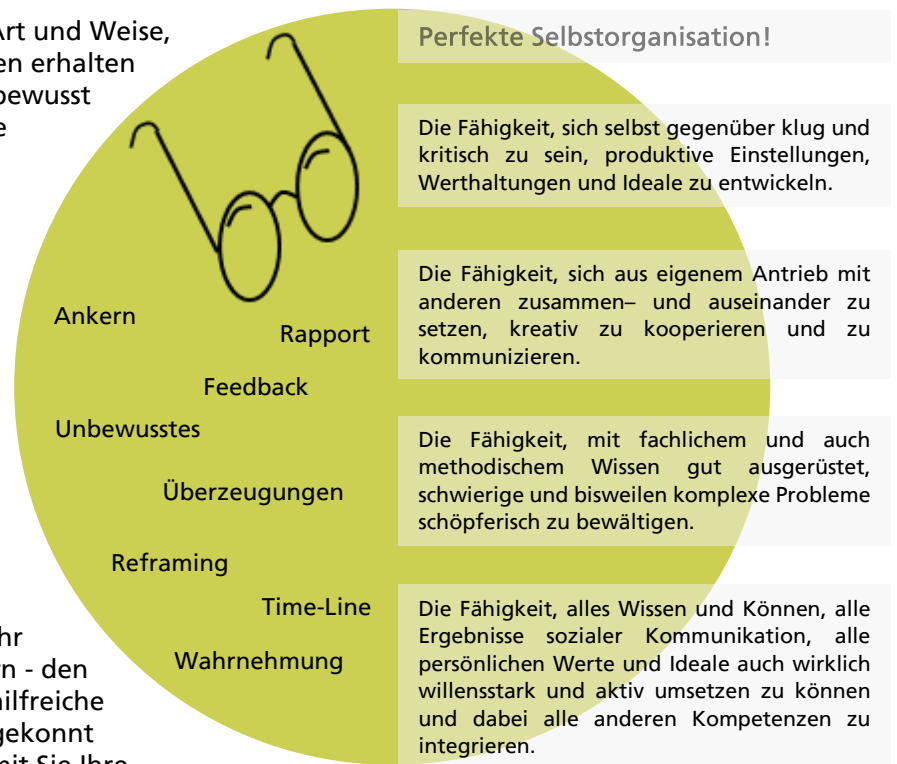 Art und Weise,
en erhalten
bewusst
e
Perfekte Selbstorganisation!
Die Fähigkeit, sich selbst gegenüber klug und
kritisch zu sein, produktive Einstellungen,
Werthaltungen und Ideale zu entwickeln.
Die Fähigkeit, sich aus eigenem Antrieb mit
anderen zusammen– und auseinander zu
setzen, kreativ zu kooperieren und zu
kommunizieren.
Ankern
Rapport
Feedback
Unbewusstes
Überzeugungen
Reframing
Time-Line
Wahrnehmung
Die Fähigkeit, mit fachlichem und auch
methodischem Wissen gut ausgerüstet,
schwierige und bisweilen komplexe Probleme
schöpferisch zu bewältigen.
Die Fähigkeit, alles Wissen und Können, alle
Ergebnisse sozialer Kommunikation, alle
persönlichen Werte und Ideale auch wirklich
willensstark und aktiv umsetzen zu können
und dabei alle anderen Kompetenzen zu
integrieren.
hr
n - den
hilfreiche
gekonnt
mit Sie Ihre